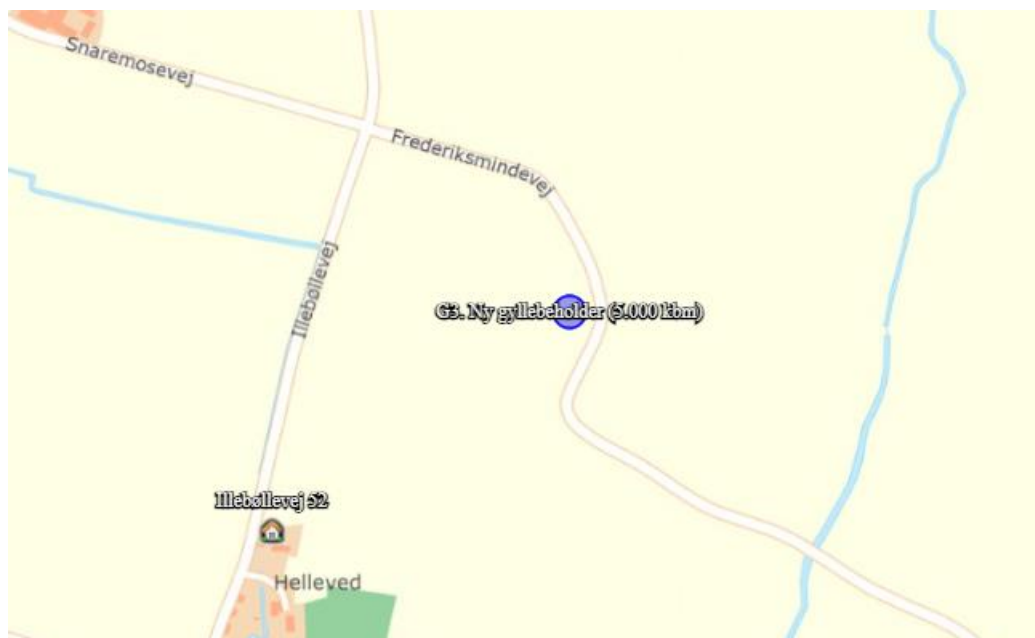 Snaremosevej
Frederiksmindevej
Illebøllevej
G3. Ny gyllebeholder (5.000 kbm)
Illebøllevej 52
Helleved